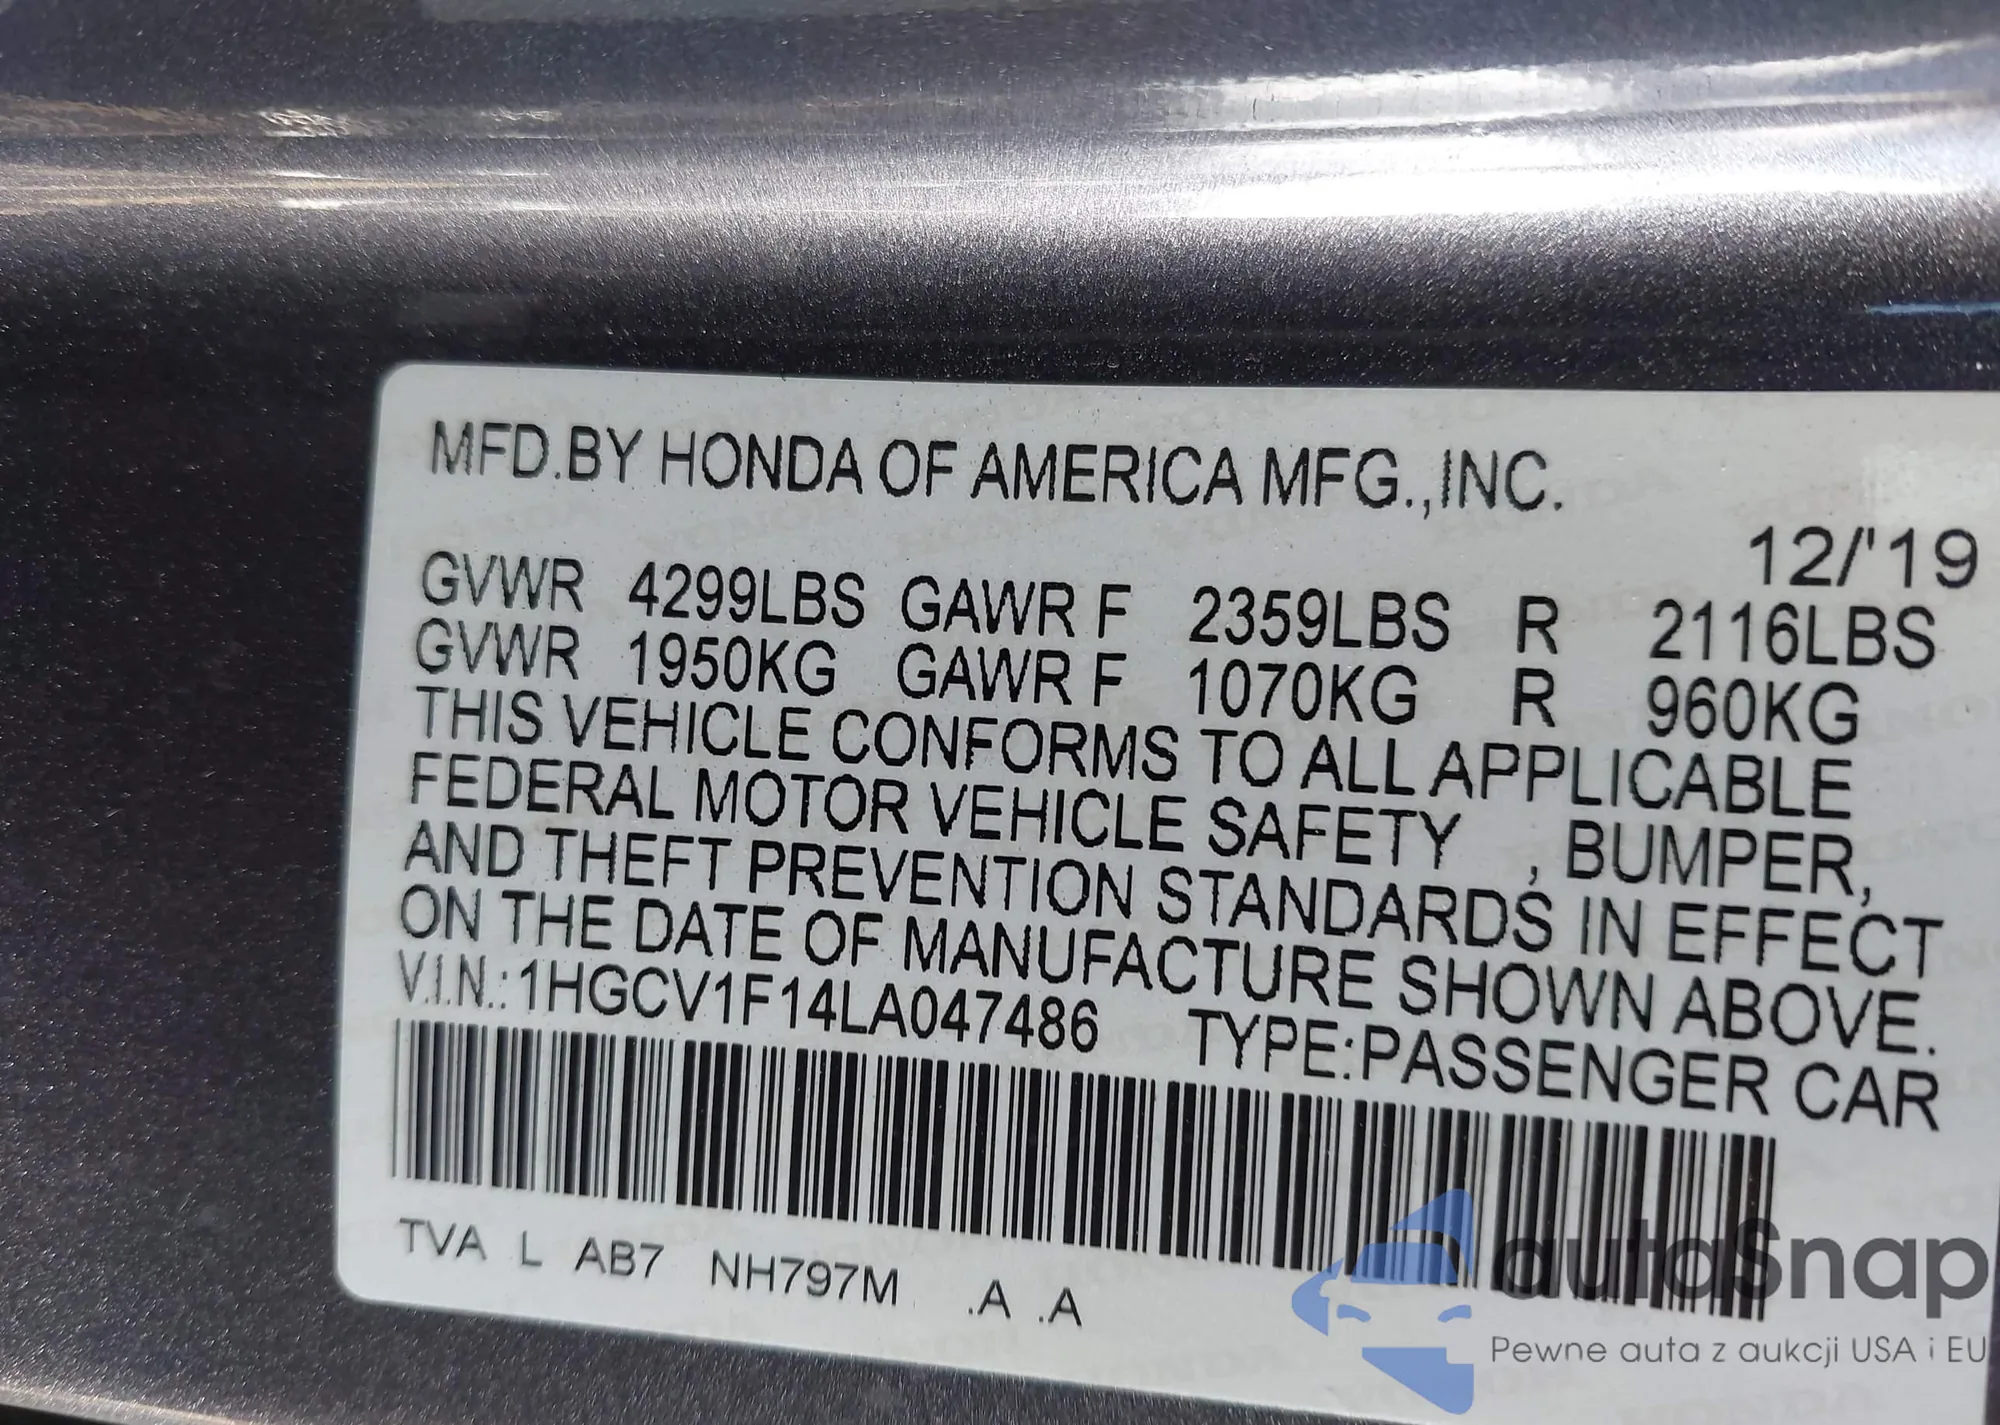 MFD.BY HONDA OF AMERICA MFG.,INC.
12/'19
GVWR 4299LBS GAWR F 2359LBS R 2116LBS
GVWR 1950KG GAWR F 1070KG R 960KG
THIS VEHICLE CONFORMS TO ALL APPLICABLE
FEDERAL MOTOR VEHICLE SAFETY , BUMPER,
AND THEFT PREVENTION STANDARDS IN EFFECT
ON THE DATE OF MANUFACTURE SHOWN ABOVE.
V.I.N.:1HGCV1F14LA047486 TYPE:PASSENGER CAR
TVA L AB7 NH797M .A .A
autoSnap
Pewne auta z aukcji USA i EU